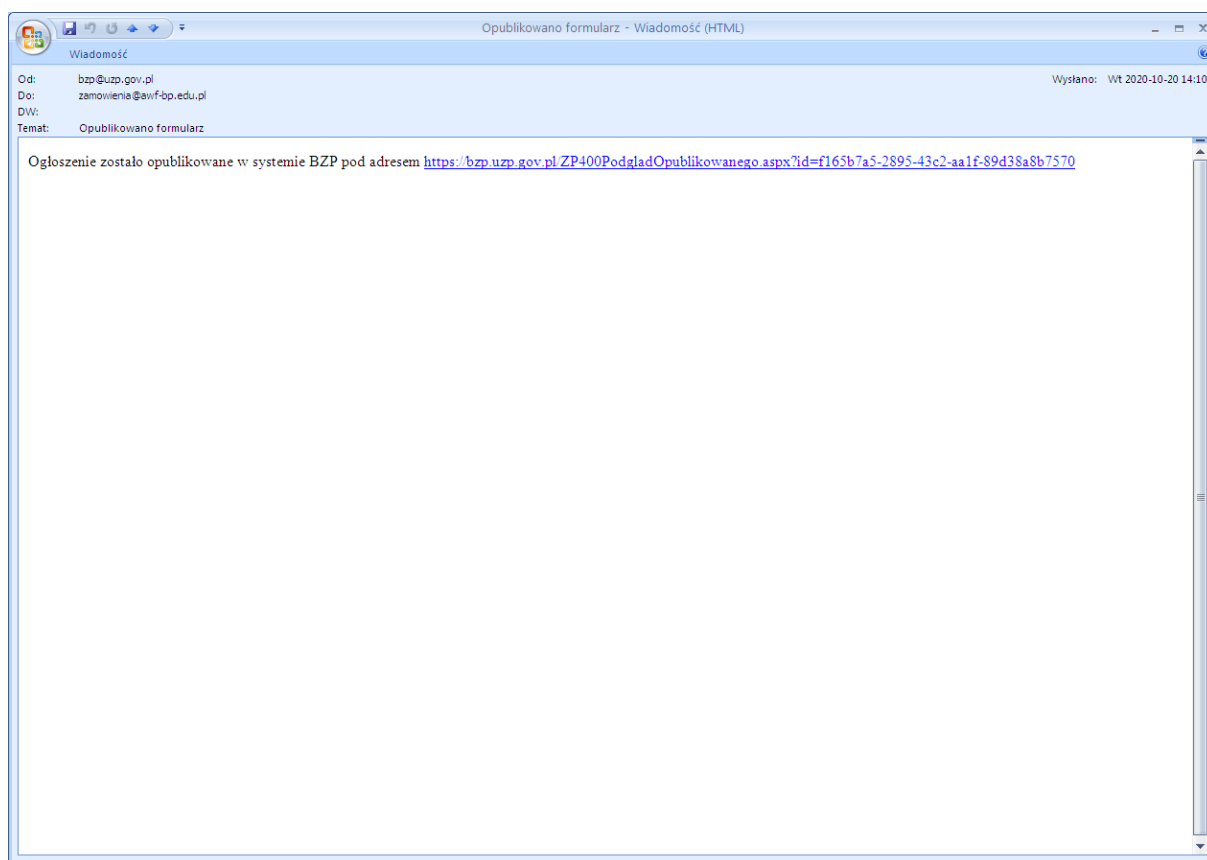 Opublikowano formularz - Wiadomość (HTML)
Wiadomość
Od: bzp@uzp.gov.pl Wysłano: Wt 2020-10-20 14:10
Do: zamowienia@awf-bp.edu.pl
DW:
Temat: Opublikowano formularz
Ogłoszenie zostało opublikowane w systemie BZP pod adresem https://bzp.uzp.gov.pl/ZP400PodgladOpublikowanego.aspx?id=f165b7a5-2895-43c2-aa1f-89d38a8b7570